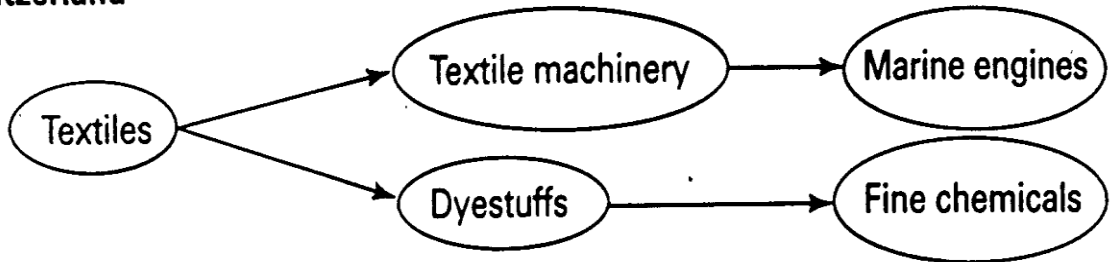 Textiles
Textile machinery
Marine engines
Dyestuffs
Fine chemicals